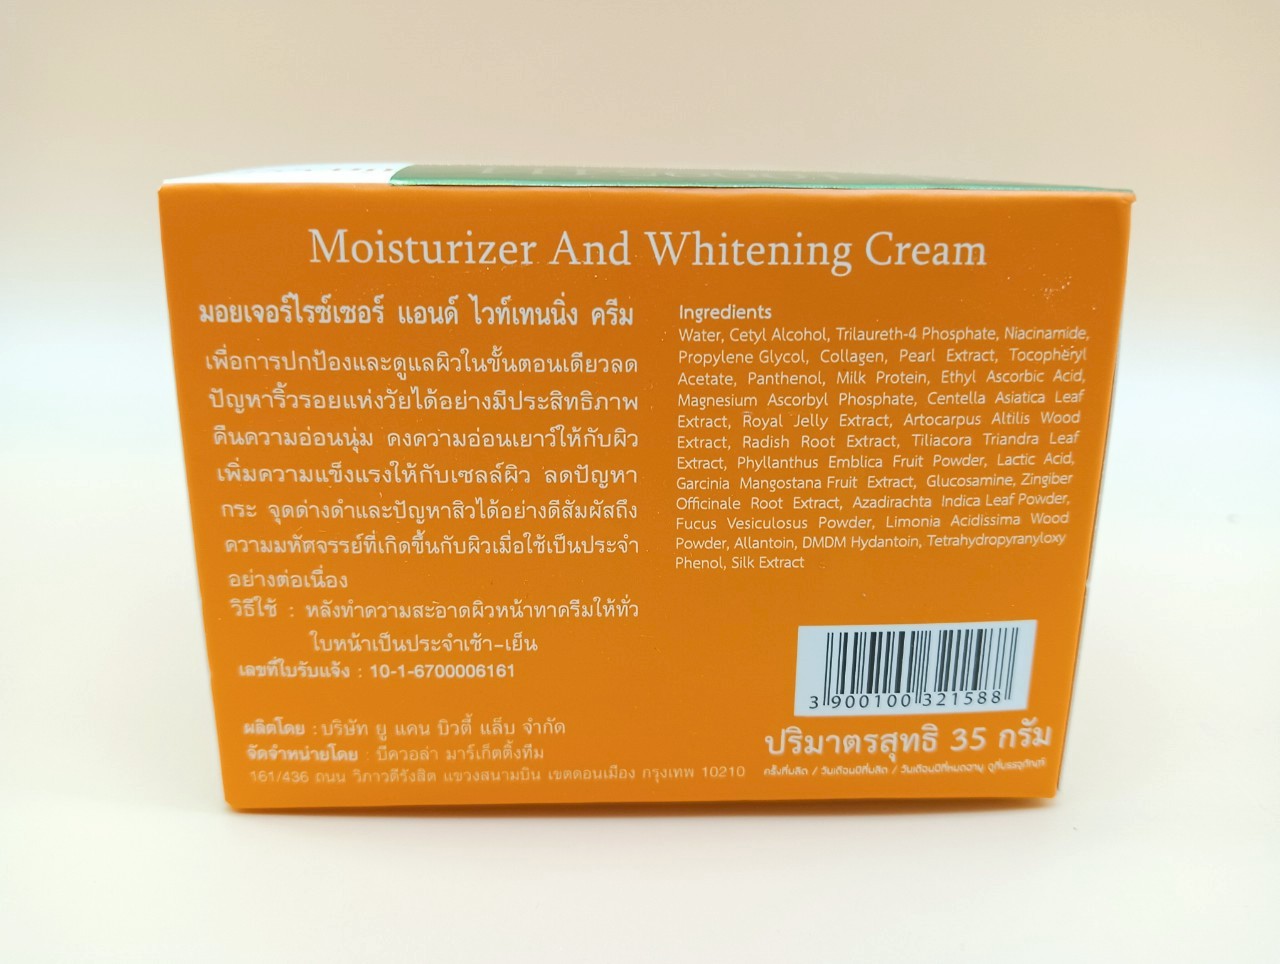 Moisturizer And Whitening Cream
มอยเจอร์ไรซ์เซอร์ แอนด์ ไวท์เทนนิ่ง ครีม
เพื่อการปกป้องและดูแลผิวในขั้นตอนเดียวลด
ปัญหาริ้วรอยแห่งวัยได้อย่างมีประสิทธิภาพ
คืนความอ่อนนุ่ม คงความอ่อนเยาว์ให้กับผิว
เพิ่มความแข็งแรงให้กับเซลล์ผิว ลดปัญหา
กระ จุดด่างดำและปัญหาสิวได้อย่างดีสัมผัสถึง
ความมหัศจรรย์ที่เกิดขึ้นกับผิวเมื่อใช้เป็นประจำ
อย่างต่อเนื่อง
วิธีใช้ : หลังทำความสะอาดผิวหน้าทาครีมให้ทั่ว
ใบหน้าเป็นประจำเช้า-เย็น
เลขที่ใบรับแจ้ง : 10-1-6700006161
ผลิตโดย : บริษัท ยู แคน บิวตี้ แล็บ จำกัด
จัดจำหน่ายโดย : บีควอล่า มาร์เก็ตติ้งทีม
161/436 ถนน วิภาวดีรังสิต แขวงสนามบิน เขตดอนเมือง กรุงเทพ 10210
Ingredients
Water, Cetyl Alcohol, Trilaureth-4 Phosphate, Niacinamide,
Propylene Glycol, Collagen, Pearl Extract, Tocopheryl
Acetate, Panthenol, Milk Protein, Ethyl Ascorbic Acid,
Magnesium Ascorbyl Phosphate, Centella Asiatica Leaf
Extract, Royal Jelly Extract, Artocarpus Altilis Wood
Extract, Radish Root Extract, Tiliacora Triandra Leaf
Extract, Phyllanthus Emblica Fruit Powder, Lactic Acid,
Garcinia Mangostana Fruit Extract, Glucosamine, Zingiber
Officinale Root Extract, Azadirachta Indica Leaf Powder,
Fucus Vesiculosus Powder, Limonia Acidissima Wood
Powder, Allantoin, DMDM Hydantoin, Tetrahydropyranyloxy
Phenol, Silk Extract
3 900100 321588
ปริมาตรสุทธิ 35 กรัม
ครั้งที่ผลิต / วันเดือนปีที่ผลิต / วันเดือนปีที่หมดอายุ ดูที่บรรจุภัณฑ์